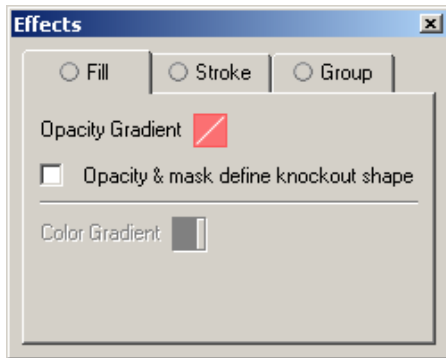 Effects
Fill Stroke Group
Opacity Gradient
Opacity & mask define knockout shape
Color Gradient